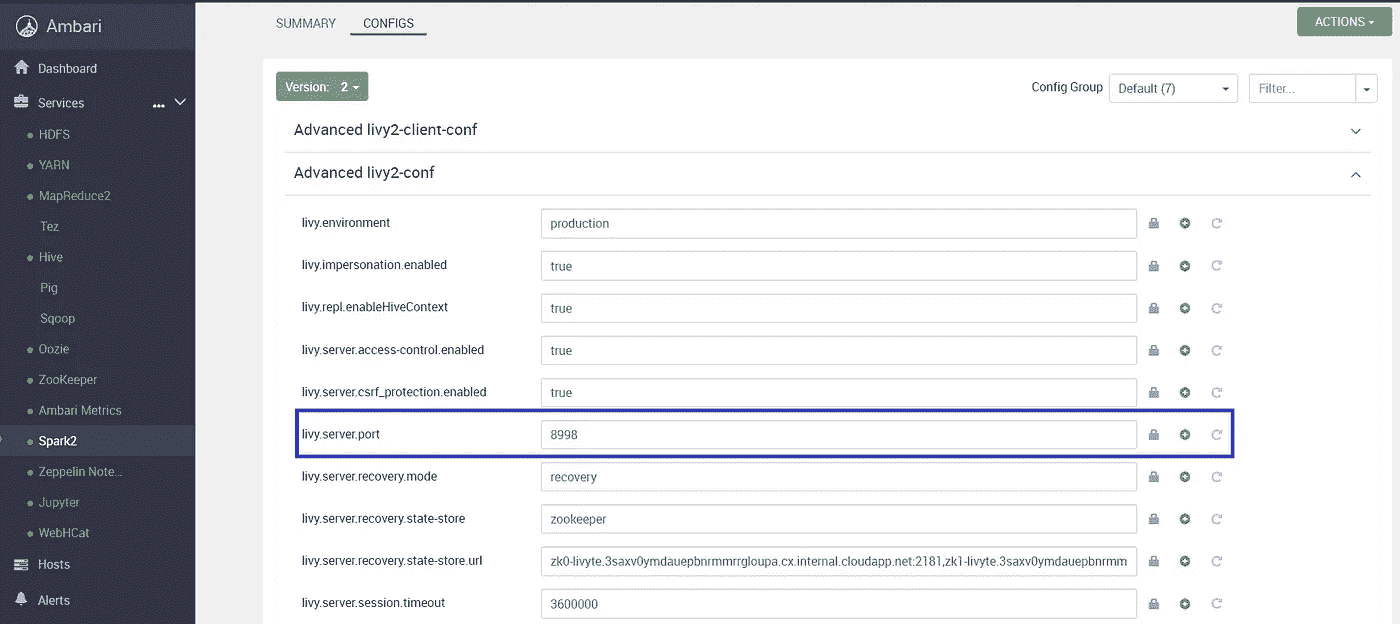 Ambari
Dashboard
Services
HDFS
YARN
MapReduce2
Tez
Hive
Pig
Sqoop
Oozie
ZooKeeper
Ambari Metrics
Spark2
Zeppelin Note...
Jupyter
WebHCat
Hosts
Alerts
SUMMARY CONFIGS
ACTIONS
Version: 2
Config Group Default (7) Filter...
Advanced livy2-client-conf
Advanced livy2-conf
livy.environment production
livy.impersonation.enabled true
livy.repl.enableHiveContext true
livy.server.access-control.enabled true
livy.server.csrf_protection.enabled true
livy.server.port 8998
livy.server.recovery.mode recovery
livy.server.recovery.state-store zookeeper
livy.server.recovery.state-store.url zk0-livyte.3saxv0ymdauepbnrmmrrgloupa.cx.internal.cloudapp.net:2181,zk1-livyte.3saxv0ymdauepbnrmm
livy.server.session.timeout 3600000